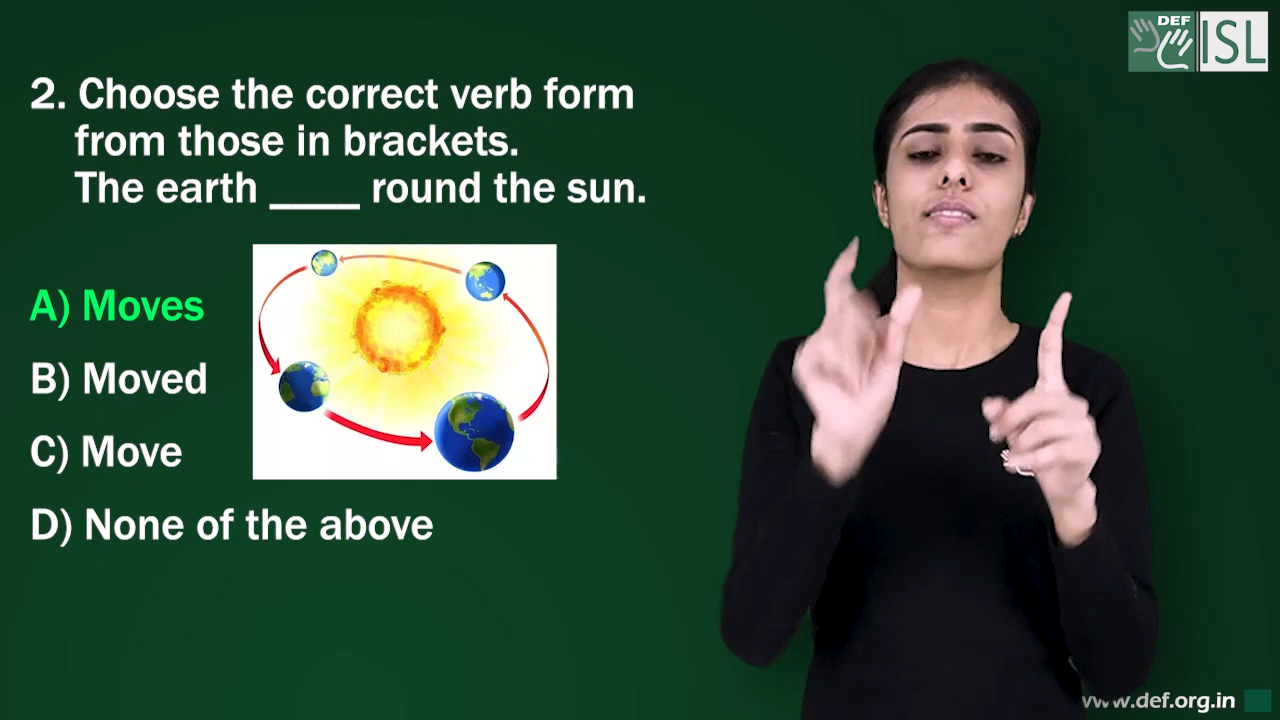 DEF
ISL
2. Choose the correct verb form
from those in brackets.
The earth ____ round the sun.
A) Moves
B) Moved
C) Move
D) None of the above
www.def.org.in